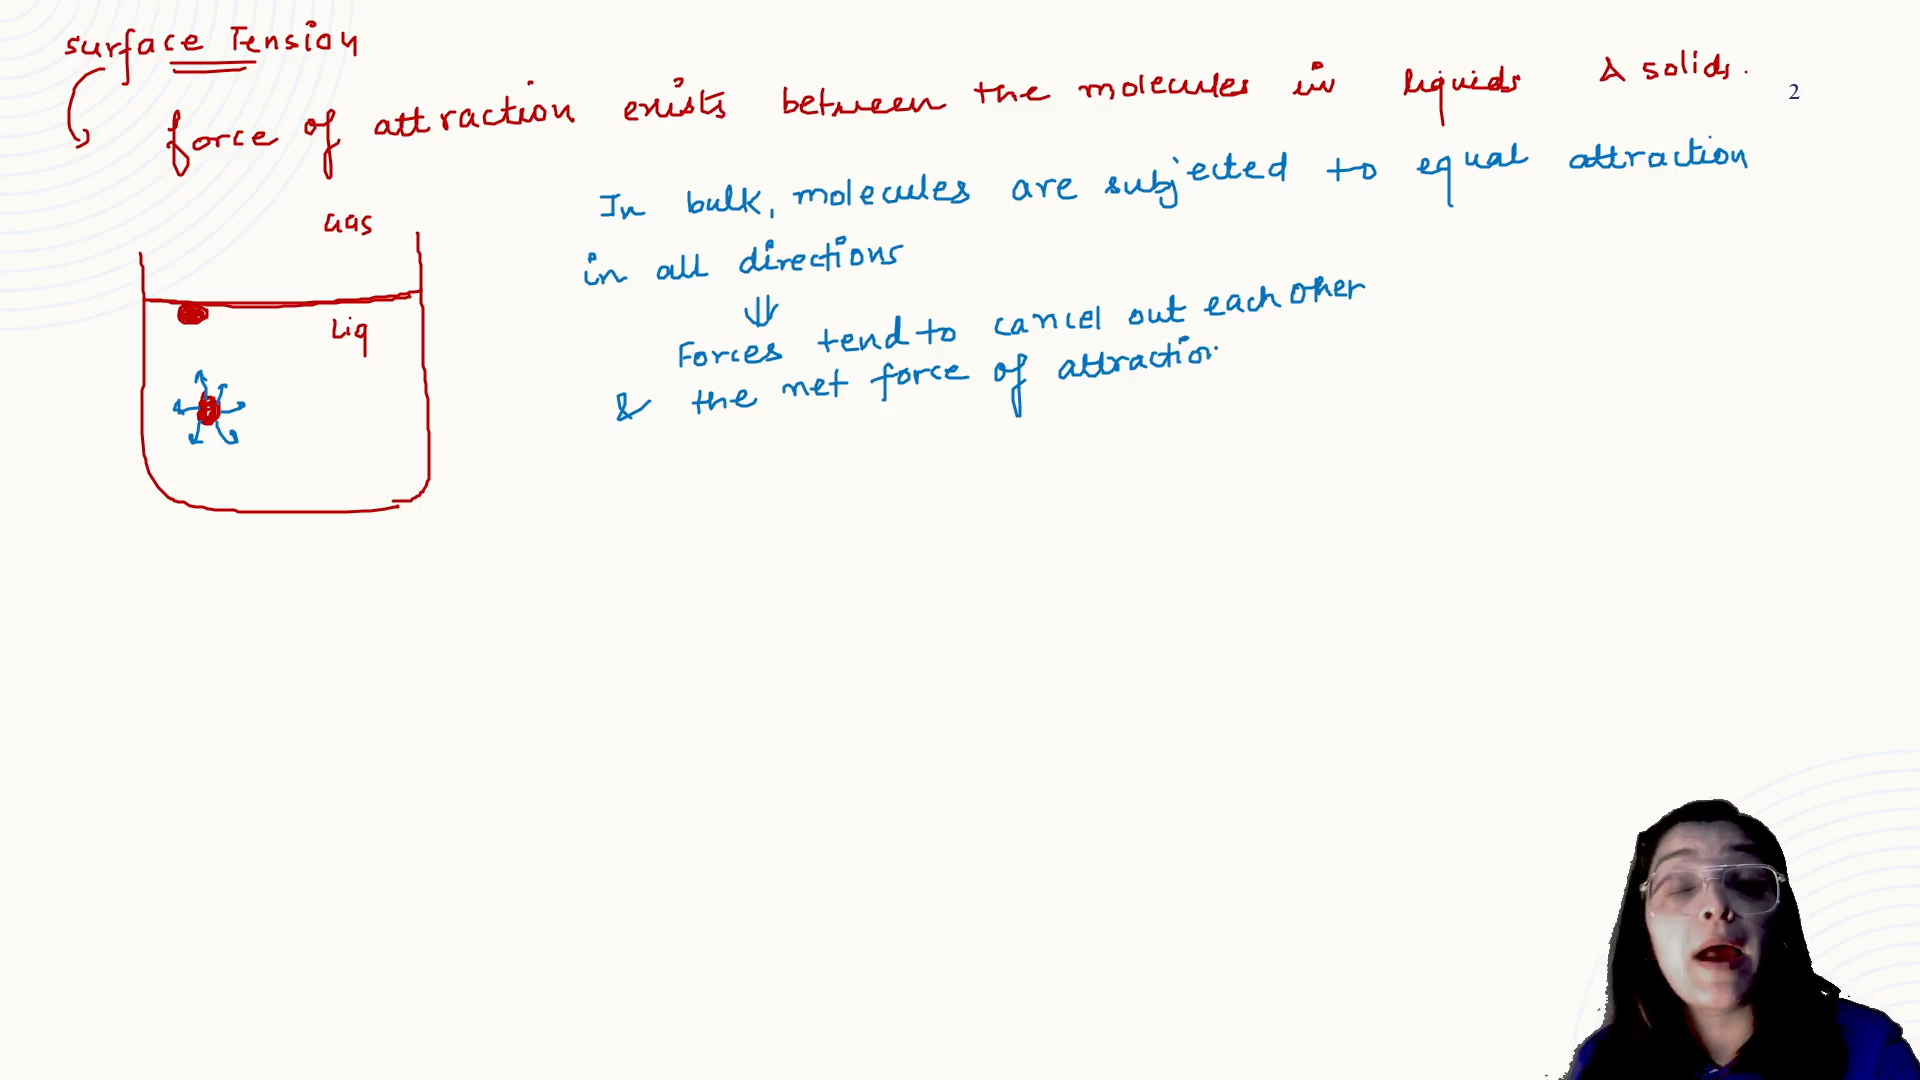 surface Tension
force of attraction exists between the molecules in liquids & solids.
2
In bulk, molecules are subjected to equal attraction
in all directions
⇓
Forces tend to cancel out each other
& the net force of attraction
Gas
Liq